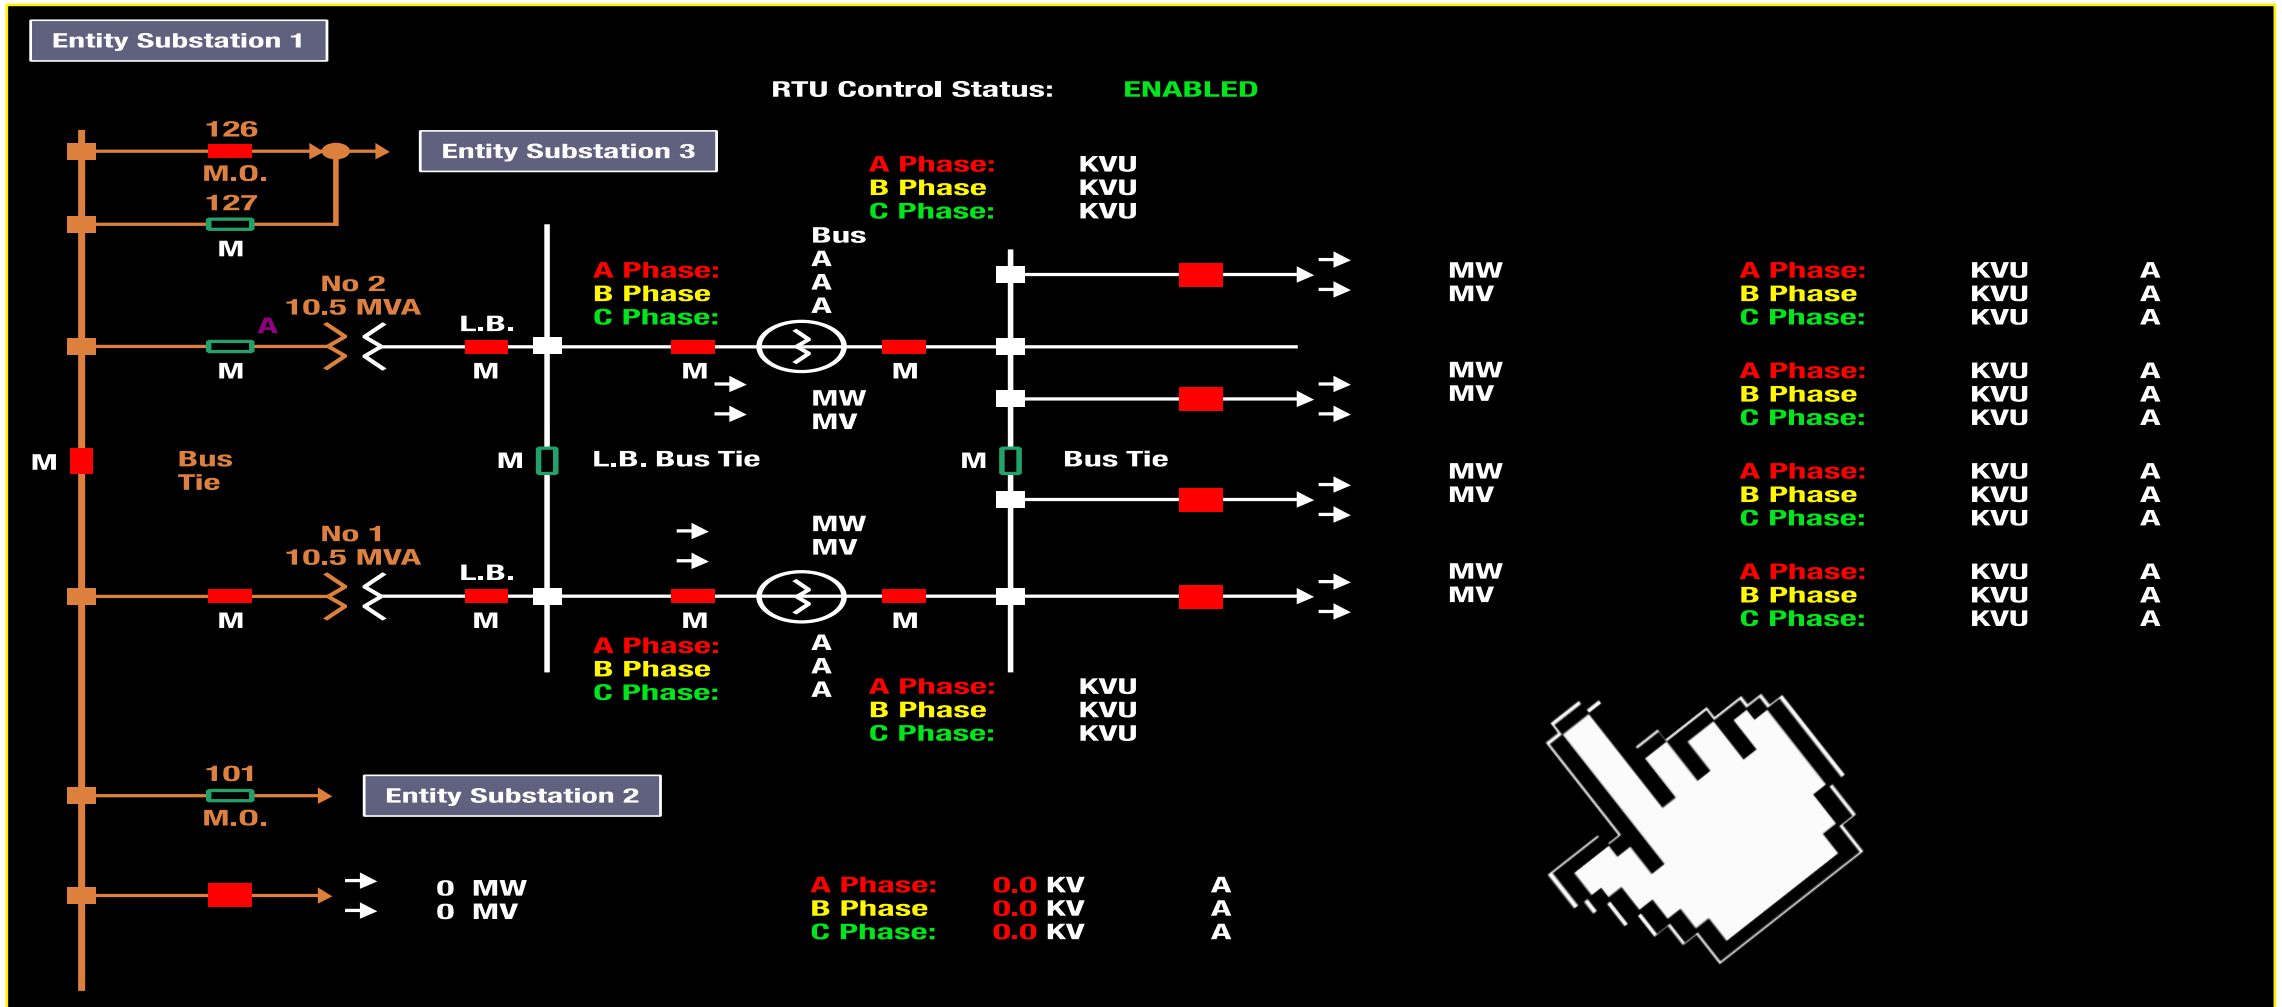 Entity Substation 1
RTU Control Status: ENABLED
126
M.O.
127
M
Entity Substation 3
A Phase: KVU
B Phase KVU
C Phase: KVU
Bus
A Phase: A
B Phase A
C Phase: A
No 2
10.5 MVA
A
M
L.B.
M
M
M
MW
MV
MW
MV
A Phase: KVU A
B Phase KVU A
C Phase: KVU A
MW
MV
A Phase: KVU A
B Phase KVU A
C Phase: KVU A
M
Bus
Tie
M
L.B. Bus Tie
M
Bus Tie
MW
MV
A Phase: KVU A
B Phase KVU A
C Phase: KVU A
No 1
10.5 MVA
M
L.B.
M
MW
MV
M
M
MW
MV
A Phase: KVU A
B Phase KVU A
C Phase: KVU A
A Phase: A
B Phase A
C Phase: A
A Phase: KVU
B Phase KVU
C Phase: KVU
101
M.O.
Entity Substation 2
0 MW
0 MV
A Phase: 0.0 KV A
B Phase 0.0 KV A
C Phase: 0.0 KV A